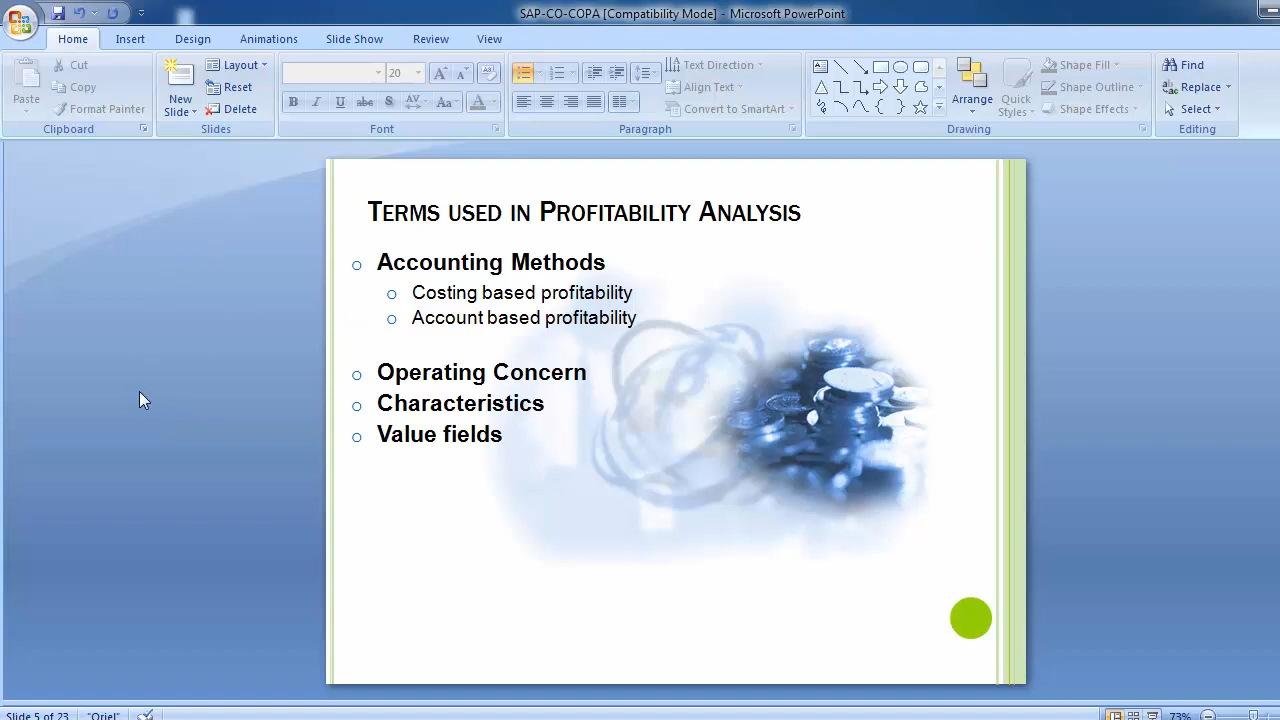 SAP-CO-COPA [Compatibility Mode] - Microsoft PowerPoint
Home Insert Design Animations Slide Show Review View
Paste
Cut
Copy
Format Painter
Clipboard
New Slide
Layout
Reset
Delete
Slides
20
B I U abc S AV Aa A
Font
Text Direction
Align Text
Convert to SmartArt
Paragraph
Arrange
Quick Styles
Shape Fill
Shape Outline
Shape Effects
Drawing
Find
Replace
Select
Editing
TERMS USED IN PROFITABILITY ANALYSIS
Accounting Methods
Costing based profitability
Account based profitability
Operating Concern
Characteristics
Value fields
Slide 5 of 23 "Oriel" 73%